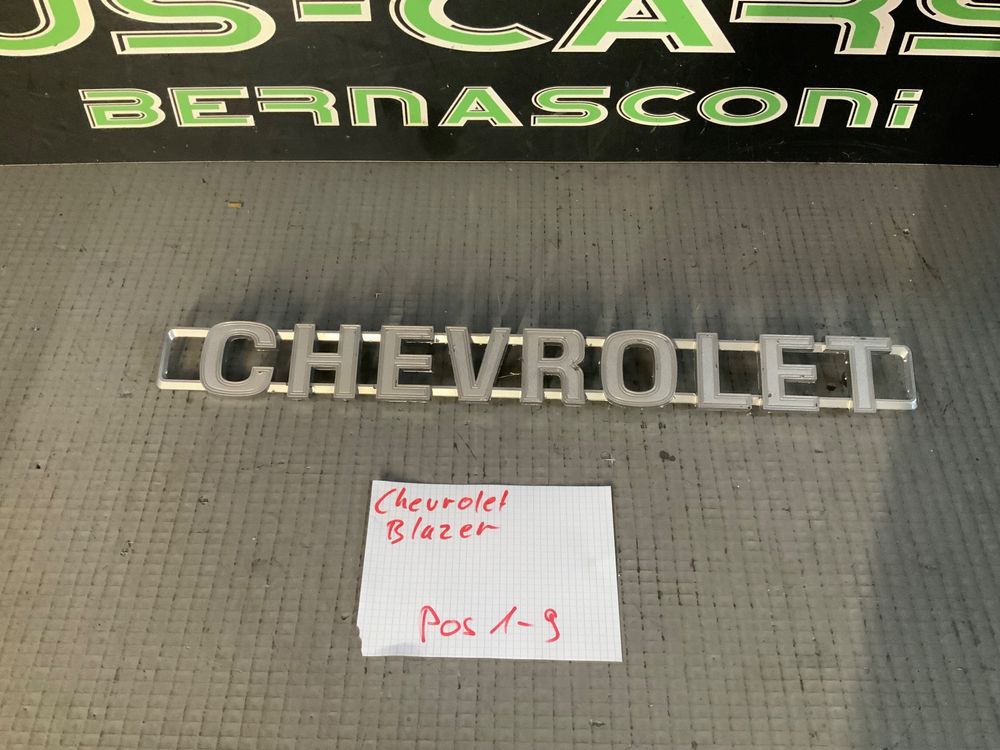 US-CARS
BERNASCONi
CHEVROLET
Chevrolet
Blazer
Pos 1-9